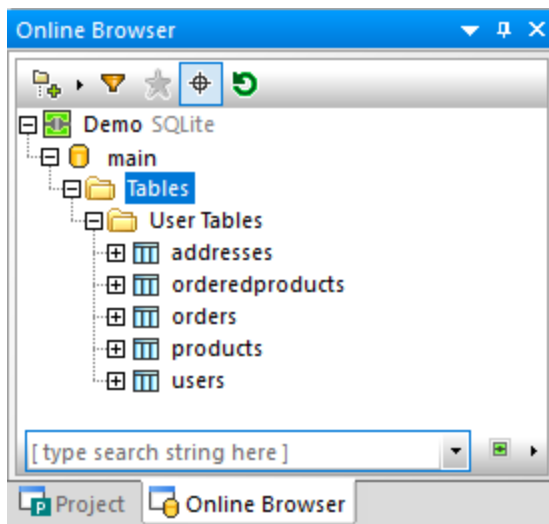 Online Browser
Demo SQLite
main
Tables
User Tables
addresses
orderedproducts
orders
products
users
[ type search string here ]
Project Online Browser